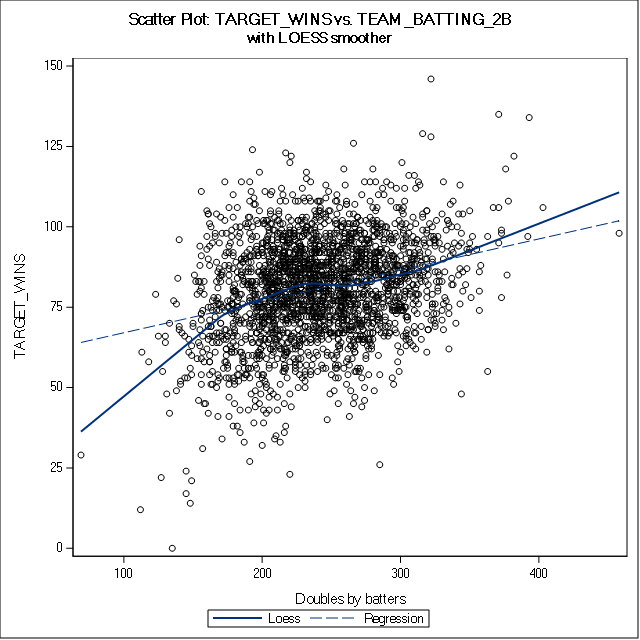 Scatter Plot: TARGET_WINS vs. TEAM_BATTING_2B
with LOESS smoother
150
125
100
75
50
25
0
TARGET_WINS
100 200 300 400
Doubles by batters
Loess Regression